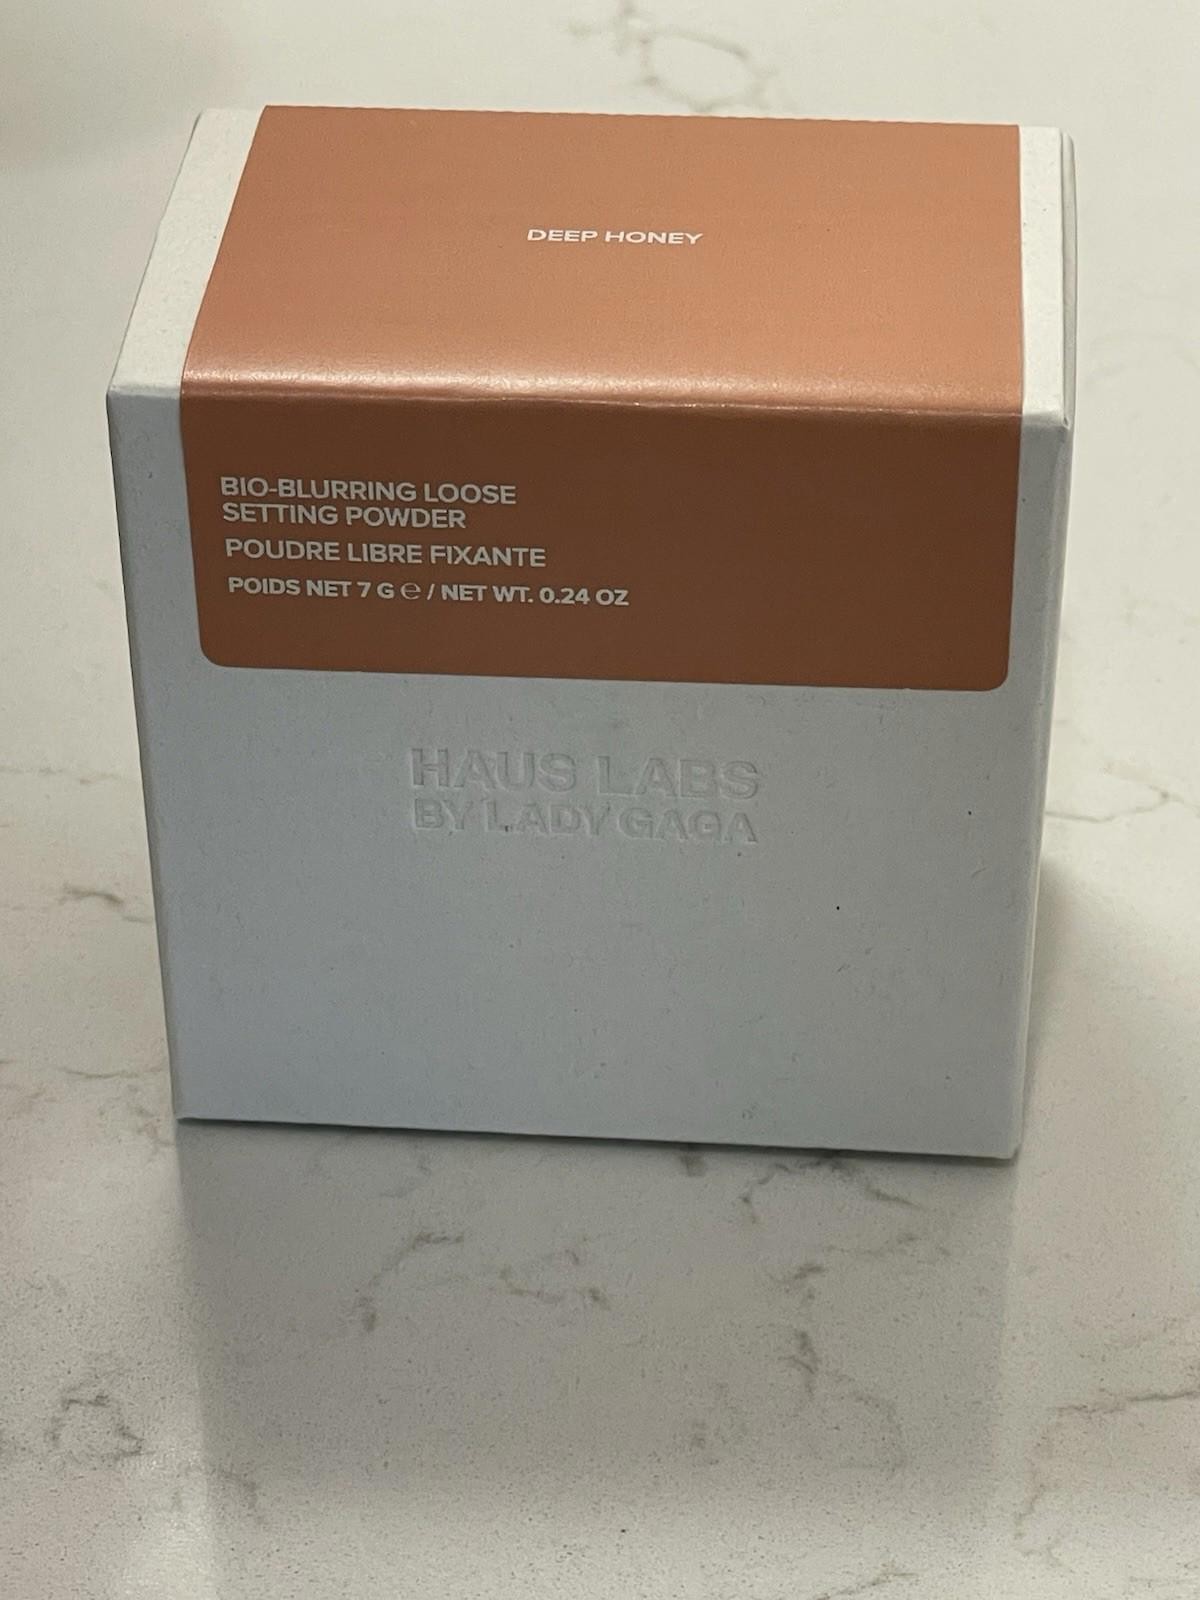 DEEP HONEY
BIO-BLURRING LOOSE
SETTING POWDER
POUDRE LIBRE FIXANTE
POIDS NET 7 G ℮ / NET WT. 0.24 OZ
HAUS LABS
BY LADY GAGA